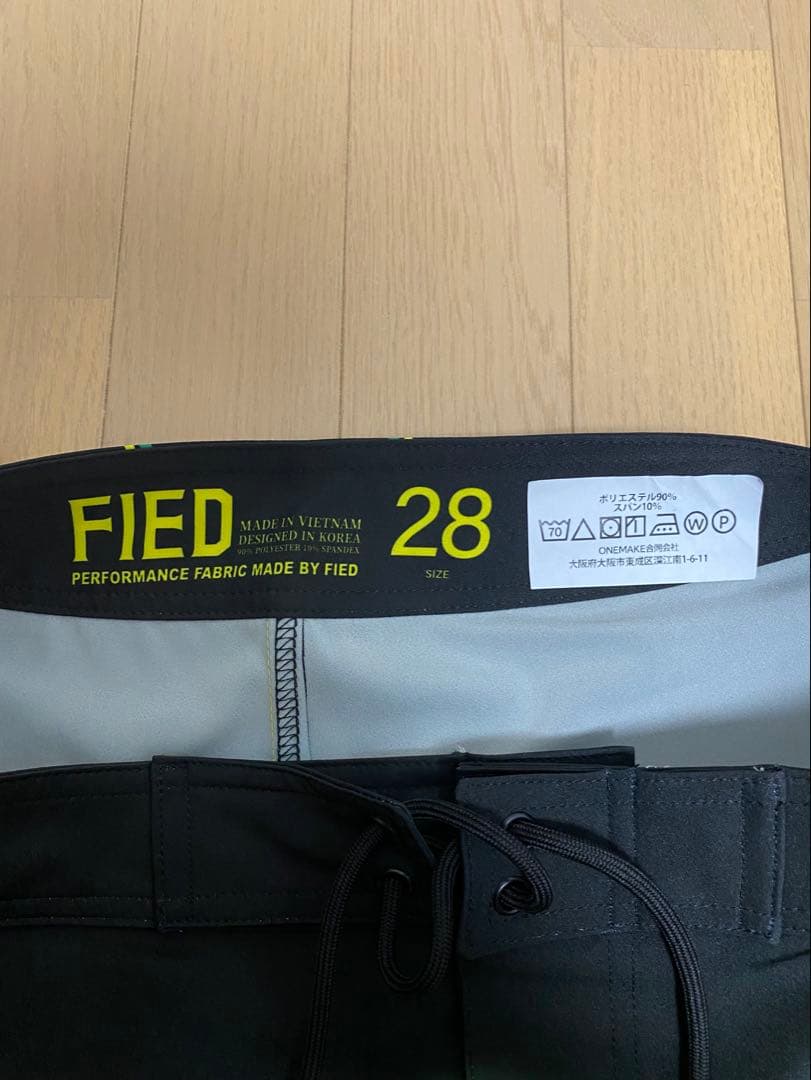 FIED
MADE IN VIETNAM
DESIGNED IN KOREA
90% POLYESTER 10% SPANDEX
PERFORMANCE FABRIC MADE BY FIED
28
SIZE
ポリエステル90%
スパン10%
70 W P
ONEMAKE合同会社
大阪府大阪市東成区深江南1-6-11